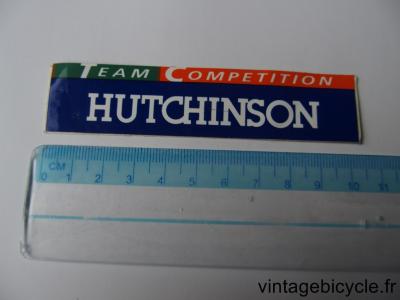 TEAM COMPETITION
HUTCHINSON
CM
0 1 2 3 4 5 6 7 8 9 10 11
vintagebicycle.fr